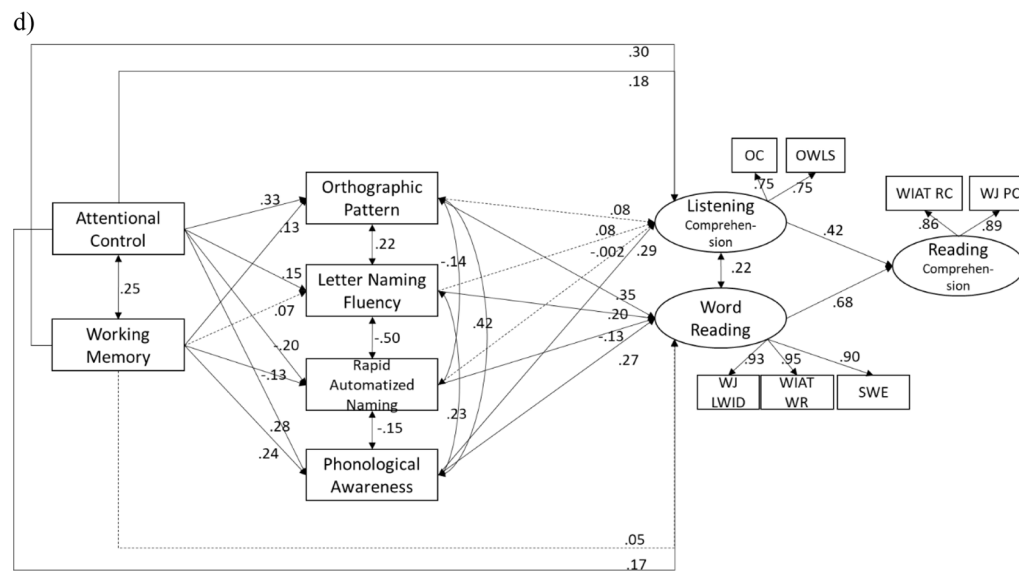 d)
.30
.18
OC
OWLS
.75
.75
WIAT RC
WJ PC
.86
.89
Orthographic
Pattern
.33
.13
.08
Listening
Comprehen-
sion
Attentional
Control
.22
-.14
.08
-.002
.29
.42
Reading
Comprehen-
sion
.15
Letter Naming
Fluency
.22
.25
.07
.35
Word
Reading
.20
.68
Working
Memory
-.20
-.50
.42
-.13
-.13
Rapid
Automatized
Naming
.27
.93
.95
.90
WJ
LWID
WIAT
WR
SWE
.28
.23
-.15
.24
Phonological
Awareness
.05
.17